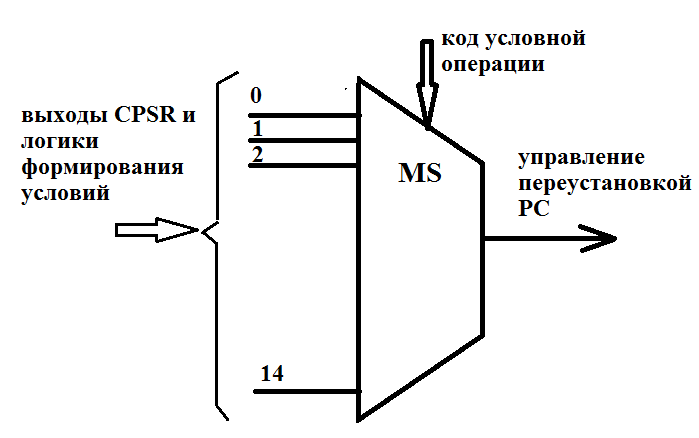 код условной
операции
0
1
2
выходы CPSR и
логики
формирования
условий
MS
управление
переустановкой
PC
14